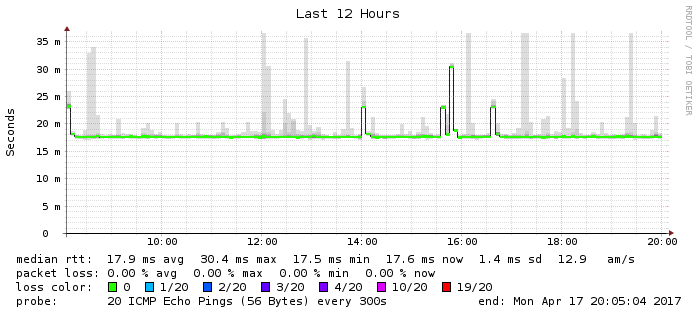 Last 12 Hours
RRDTOOL / TOBI OETIKER
Seconds
35 m
30 m
25 m
20 m
15 m
10 m
5 m
0
10:00 12:00 14:00 16:00 18:00 20:00
median rtt: 17.9 ms avg 30.4 ms max 17.5 ms min 17.6 ms now 1.4 ms sd 12.9 am/s
packet loss: 0.00 % avg 0.00 % max 0.00 % min 0.00 % now
loss color: 0 1/20 2/20 3/20 4/20 10/20 19/20
probe: 20 ICMP Echo Pings (56 Bytes) every 300s end: Mon Apr 17 20:05:04 2017